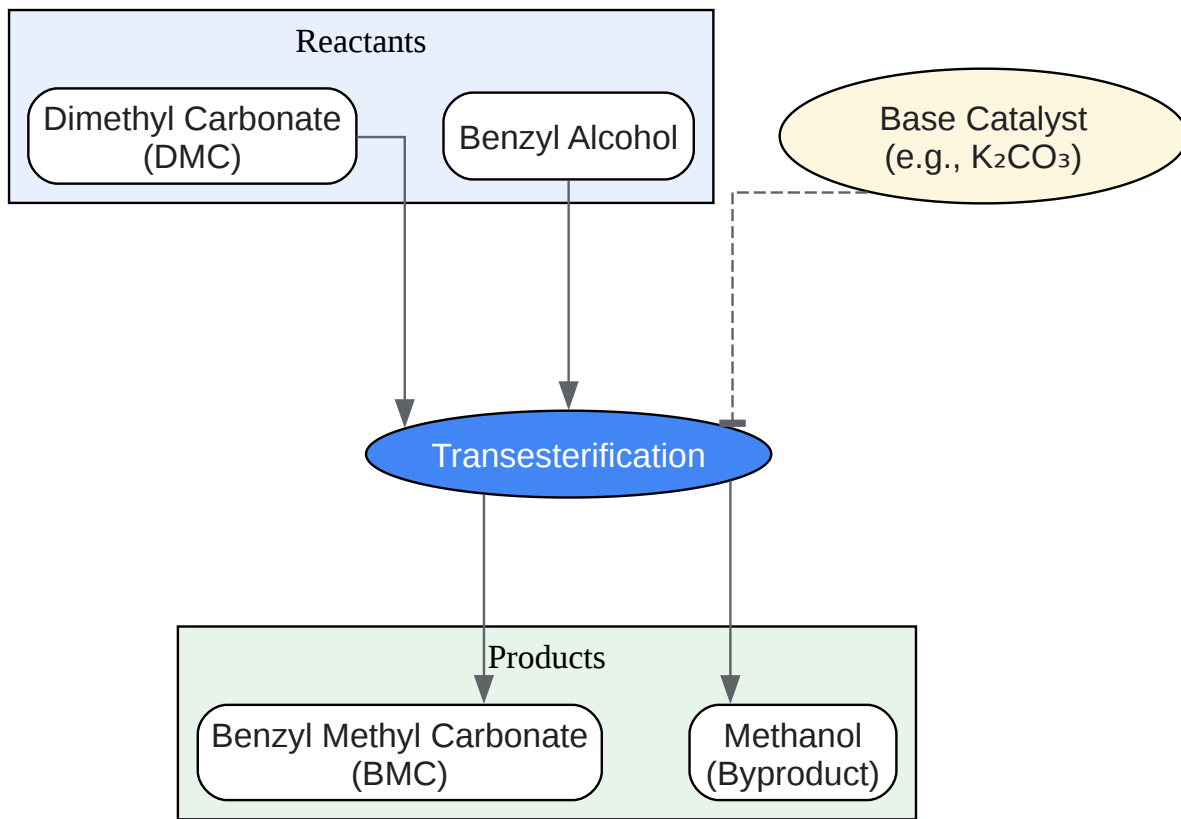 Reactants
Dimethyl Carbonate
(DMC)
Benzyl Alcohol
Base Catalyst
(e.g., K₂CO₃)
Transesterification
Products
Benzyl Methyl Carbonate
(BMC)
Methanol
(Byproduct)